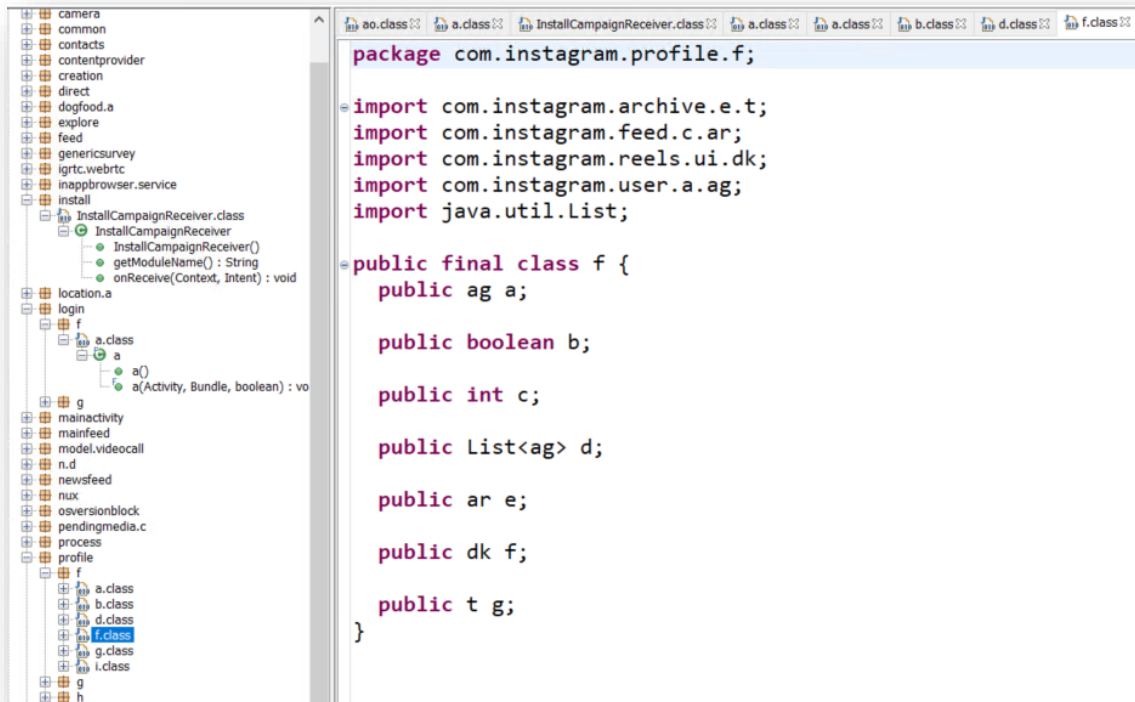 camera
common
contacts
contentprovider
creation
direct
dogfood.a
explore
feed
genericsurvey
igrtc.webrtc
inappbrowser.service
install
InstallCampaignReceiver.class
InstallCampaignReceiver
InstallCampaignReceiver()
getModuleName() : String
onReceive(Context, Intent) : void
location.a
login
f
a.class
a
a()
a(Activity, Bundle, boolean) : vo
g
mainactivity
mainfeed
model.videocall
n.d
newsfeed
nux
osversionblock
pendingmedia.c
process
profile
f
a.class
b.class
d.class
f.class
g.class
i.class
g
h
ao.class a.class InstallCampaignReceiver.class a.class a.class b.class d.class f.class
package com.instagram.profile.f;
import com.instagram.archive.e.t;
import com.instagram.feed.c.ar;
import com.instagram.reels.ui.dk;
import com.instagram.user.a.ag;
import java.util.List;
public final class f {
public ag a;
public boolean b;
public int c;
public List<ag> d;
public ar e;
public dk f;
public t g;
}